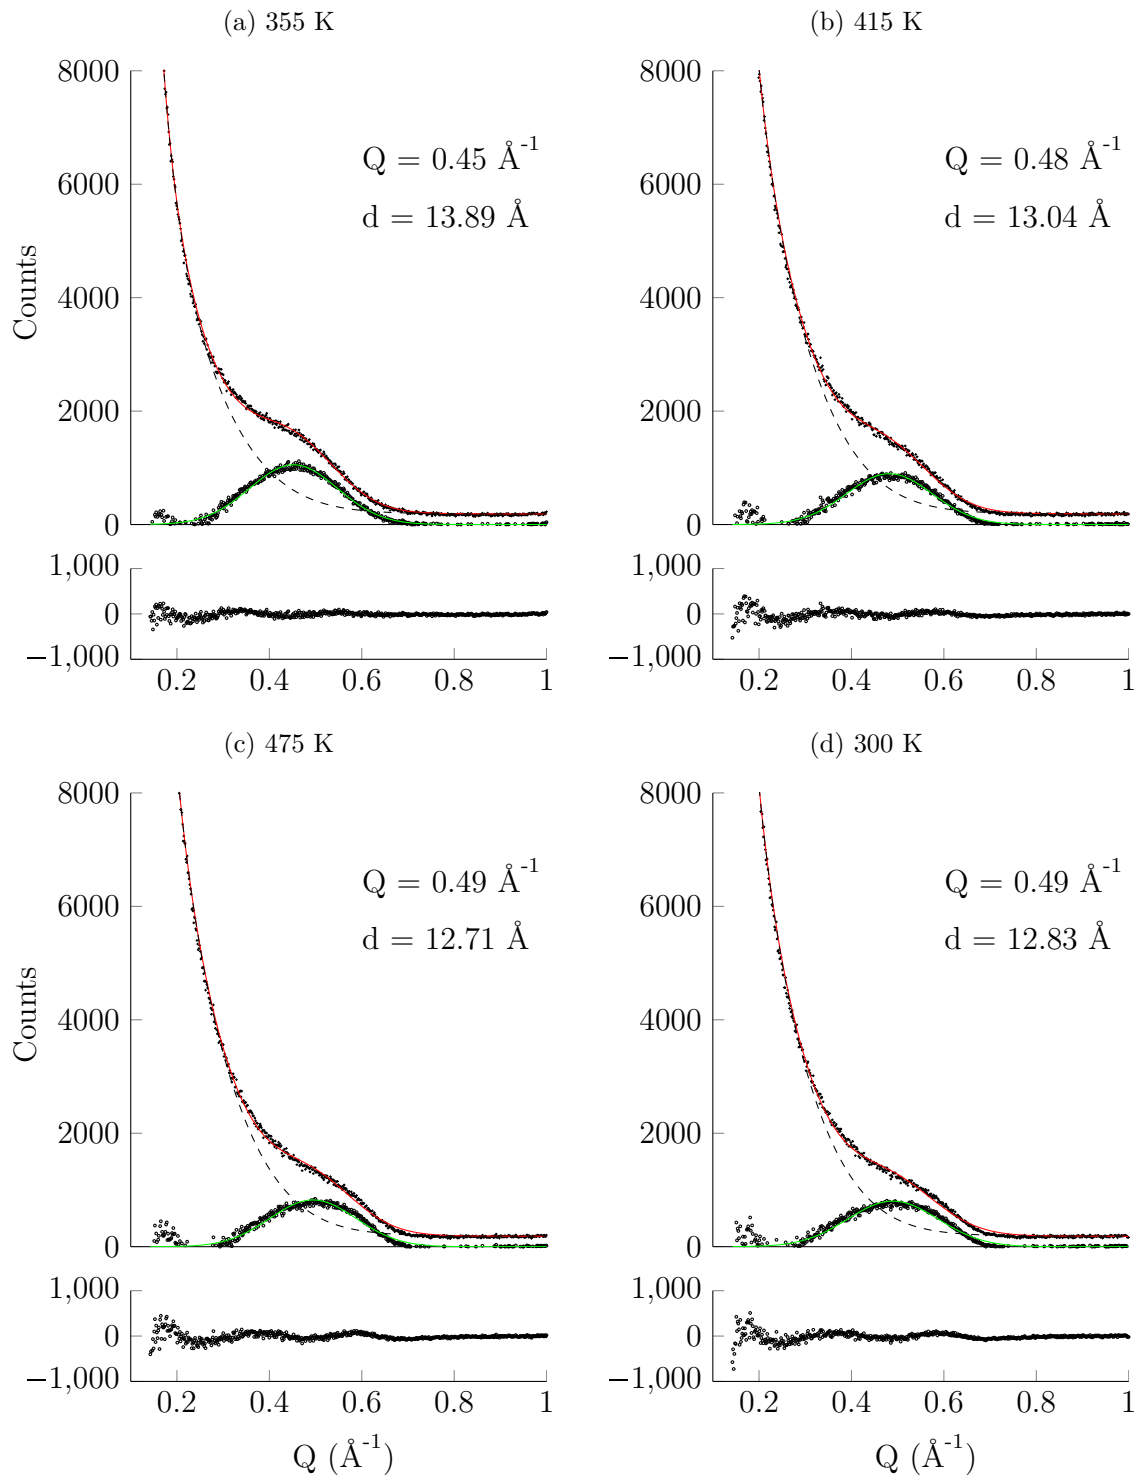 (a) 355 K
8000
6000
4000
2000
0
Counts
Q = 0.45 Å-1
d = 13.89 Å
1,000
0
−1,000
0.2 0.4 0.6 0.8 1
(b) 415 K
8000
6000
4000
2000
0
Q = 0.48 Å-1
d = 13.04 Å
1,000
0
−1,000
0.2 0.4 0.6 0.8 1
(c) 475 K
8000
6000
4000
2000
0
Counts
Q = 0.49 Å-1
d = 12.71 Å
1,000
0
−1,000
0.2 0.4 0.6 0.8 1
Q (Å-1)
(d) 300 K
8000
6000
4000
2000
0
Q = 0.49 Å-1
d = 12.83 Å
1,000
0
−1,000
0.2 0.4 0.6 0.8 1
Q (Å-1)